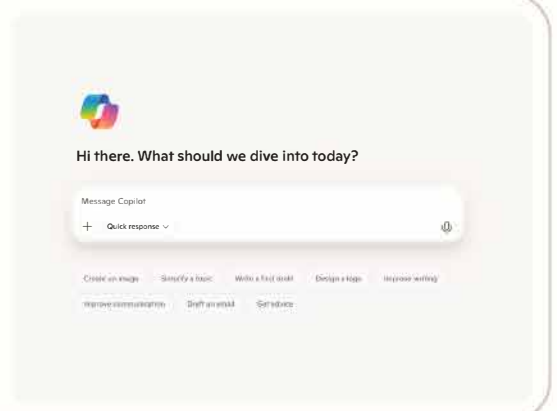 Hi there. What should we dive into today?
Message Copilot
Quick response
Create an image Simplify a topic Write a first draft Design a logo Improve writing
Improve communication Draft an email Get advice